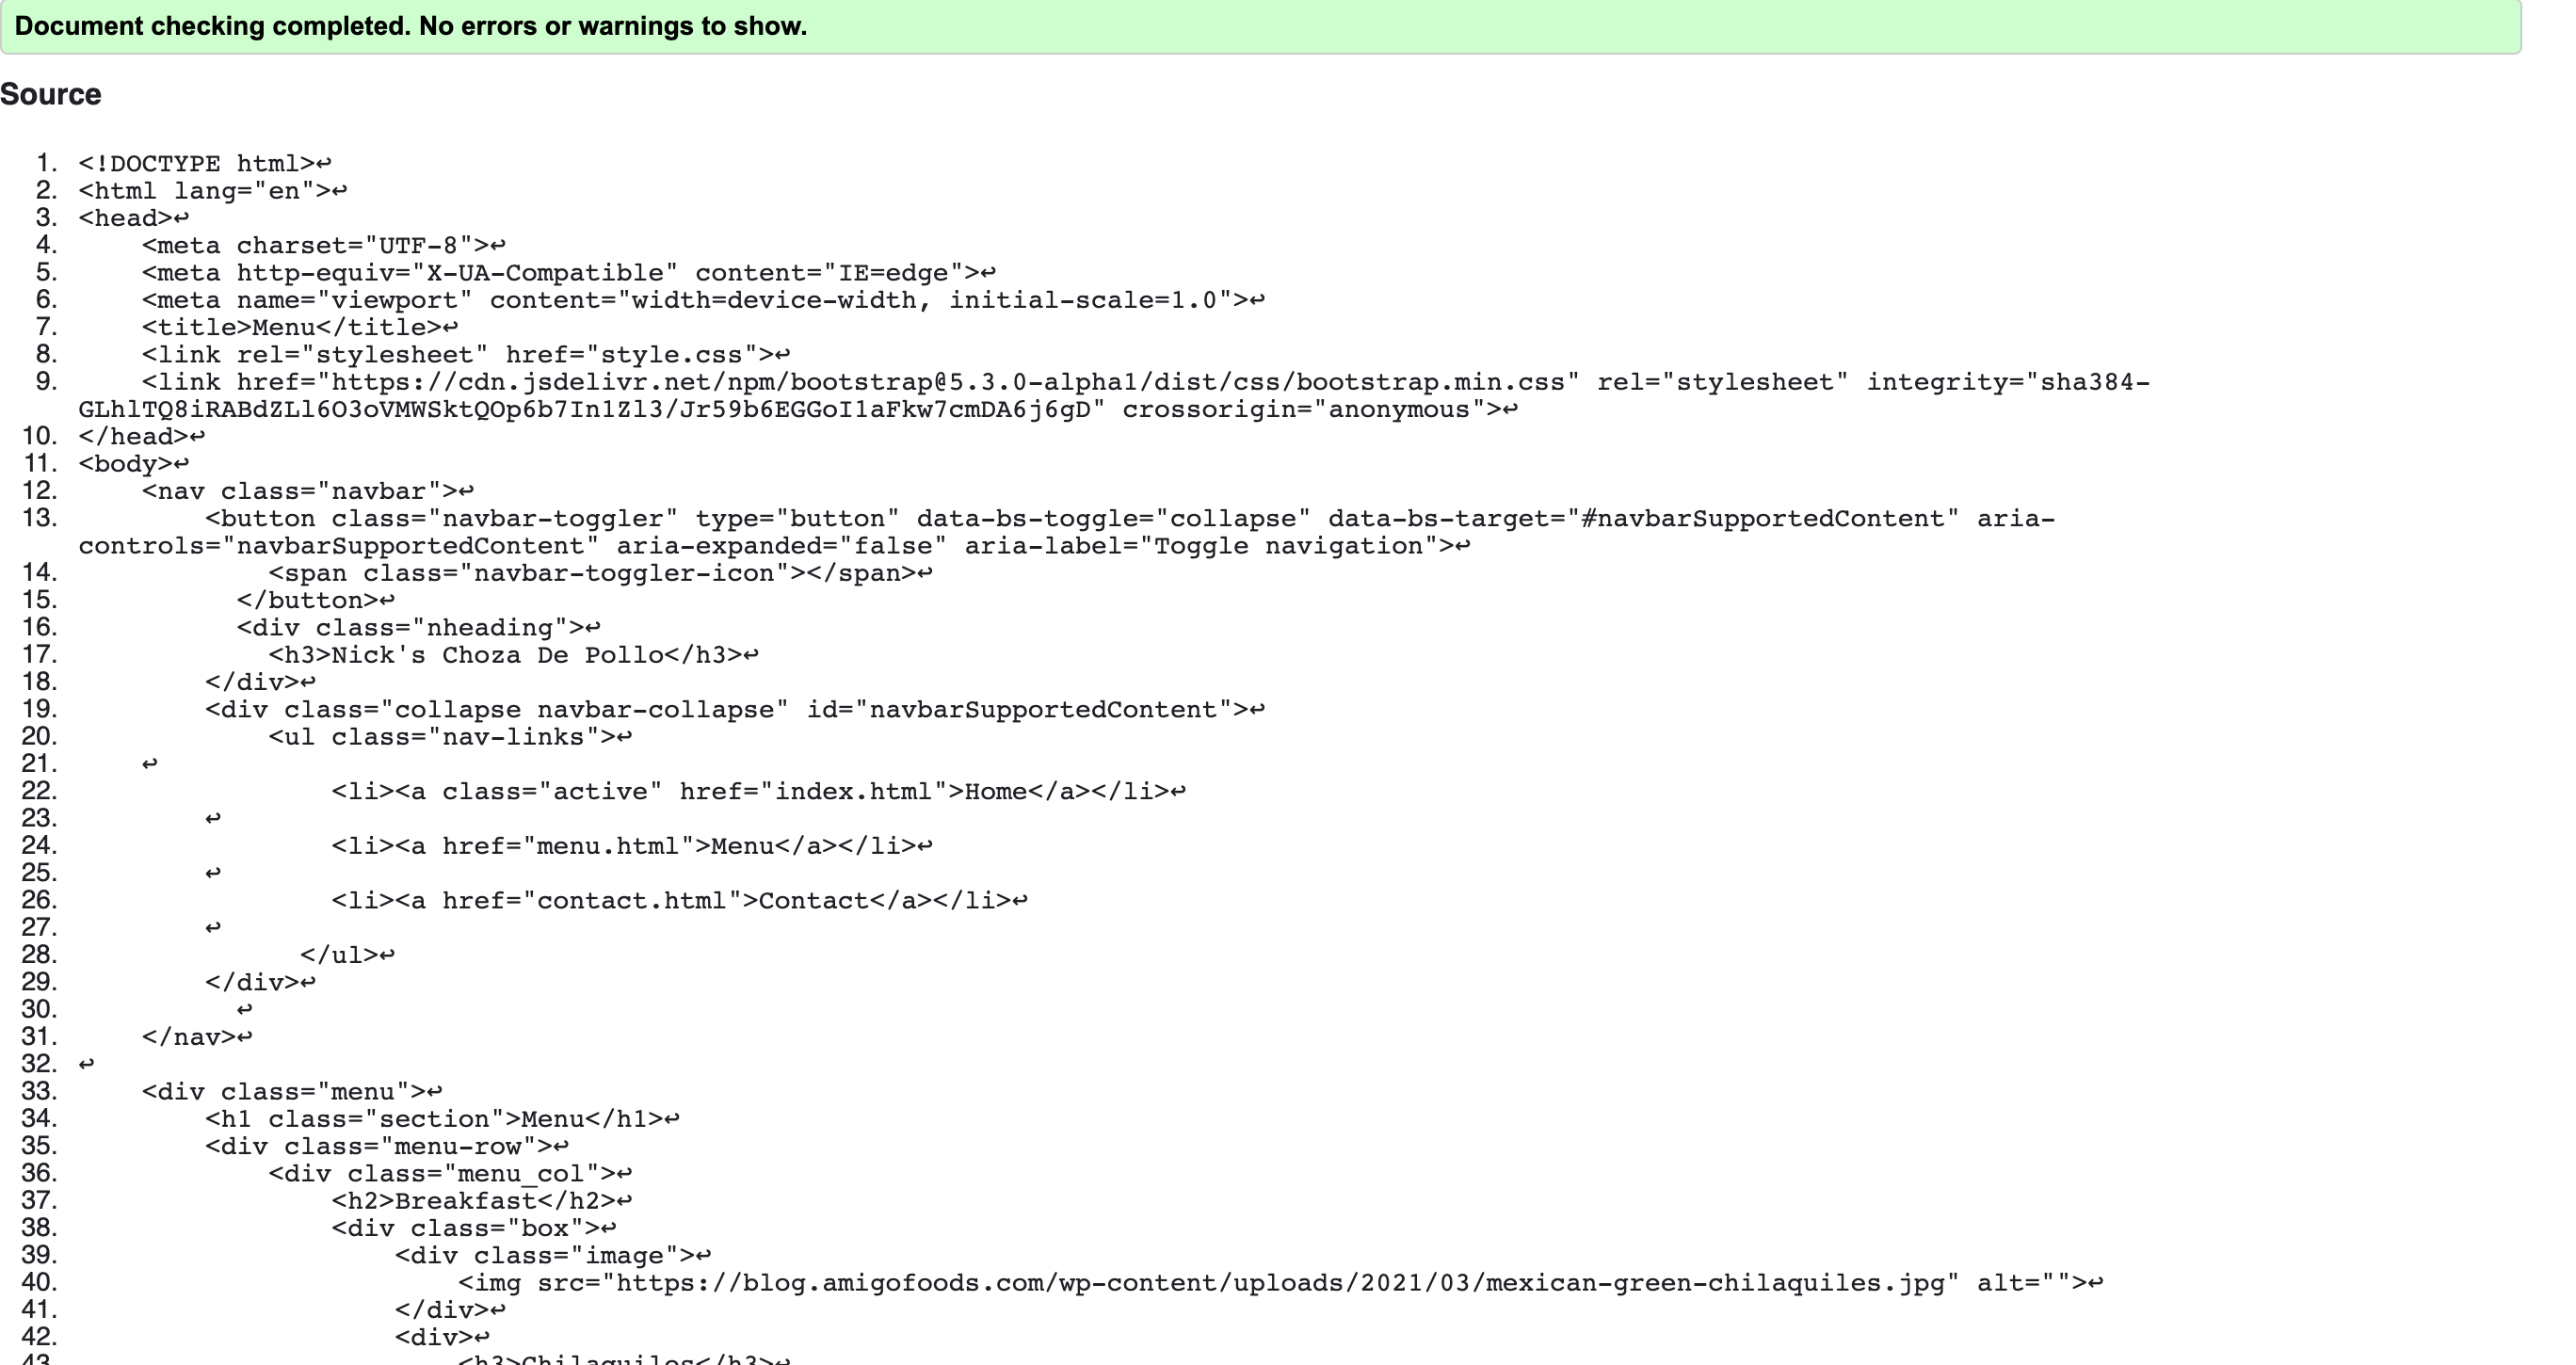 Document checking completed. No errors or warnings to show.
Source
1. <!DOCTYPE html>↩
2. <html lang="en">↩
3. <head>↩
4.     <meta charset="UTF-8">↩
5.     <meta http-equiv="X-UA-Compatible" content="IE=edge">↩
6.     <meta name="viewport" content="width=device-width, initial-scale=1.0">↩
7.     <title>Menu</title>↩
8.     <link rel="stylesheet" href="style.css">↩
9.     <link href="https://cdn.jsdelivr.net/npm/bootstrap@5.3.0-alpha1/dist/css/bootstrap.min.css" rel="stylesheet" integrity="sha384-
GLhlTQ8iRABdZLl6O3oVMWSktQOp6b7In1Zl3/Jr59b6EGGoI1aFkw7cmDA6j6gD" crossorigin="anonymous">↩
10. </head>↩
11. <body>↩
12.     <nav class="navbar">↩
13.         <button class="navbar-toggler" type="button" data-bs-toggle="collapse" data-bs-target="#navbarSupportedContent" aria-
controls="navbarSupportedContent" aria-expanded="false" aria-label="Toggle navigation">↩
14.             <span class="navbar-toggler-icon"></span>↩
15.           </button>↩
16.           <div class="nheading">↩
17.             <h3>Nick's Choza De Pollo</h3>↩
18.         </div>↩
19.         <div class="collapse navbar-collapse" id="navbarSupportedContent">↩
20.             <ul class="nav-links">↩
21.     ↩
22.                 <li><a class="active" href="index.html">Home</a></li>↩
23.         ↩
24.                 <li><a href="menu.html">Menu</a></li>↩
25.         ↩
26.                 <li><a href="contact.html">Contact</a></li>↩
27.         ↩
28.               </ul>↩
29.         </div>↩
30.           ↩
31.     </nav>↩
32. ↩
33.     <div class="menu">↩
34.         <h1 class="section">Menu</h1>↩
35.         <div class="menu-row">↩
36.             <div class="menu_col">↩
37.                 <h2>Breakfast</h2>↩
38.                 <div class="box">↩
39.                     <div class="image">↩
40.                         <img src="https://blog.amigofoods.com/wp-content/uploads/2021/03/mexican-green-chilaquiles.jpg" alt="">↩
41.                     </div>↩
42.                     <div>↩
43.                         <h3>Chilaquiles</h3>↩